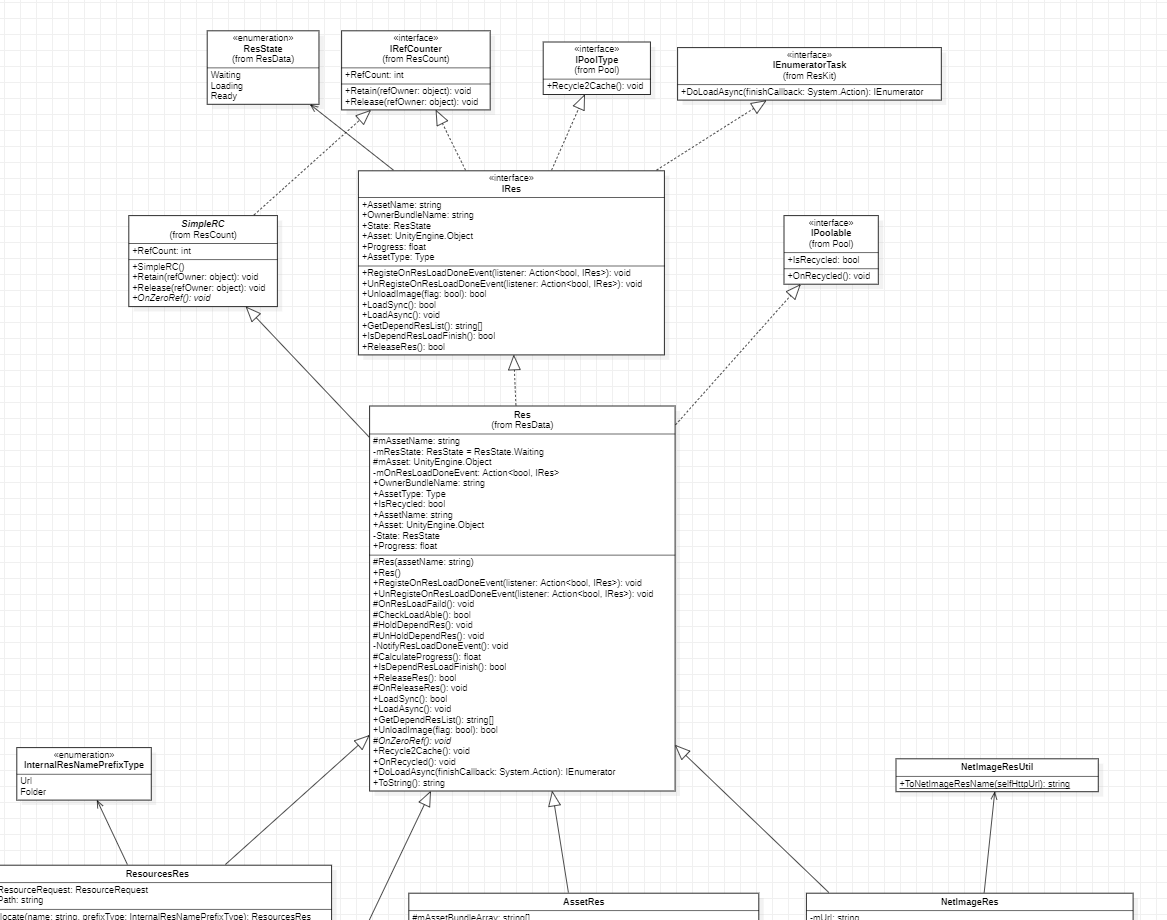 «enumeration»
ResState
(from ResData)
Waiting
Loading
Ready
«interface»
IRefCounter
(from ResCount)
+RefCount: int
+Retain(refOwner: object): void
+Release(refOwner: object): void
«interface»
IPoolType
(from Pool)
+Recycle2Cache(): void
«interface»
IEnumeratorTask
(from ResKit)
+DoLoadAsync(finishCallback: System.Action): IEnumerator
SimpleRC
(from ResCount)
+RefCount: int
+SimpleRC()
+Retain(refOwner: object): void
+Release(refOwner: object): void
+OnZeroRef(): void
«interface»
IRes
+AssetName: string
+OwnerBundleName: string
+State: ResState
+Asset: UnityEngine.Object
+Progress: float
+AssetType: Type
+RegisteOnResLoadDoneEvent(listener: Action<bool, IRes>): void
+UnRegisteOnResLoadDoneEvent(listener: Action<bool, IRes>): void
+UnloadImage(flag: bool): bool
+LoadSync(): bool
+LoadAsync(): void
+GetDependResList(): string[]
+IsDependResLoadFinish(): bool
+ReleaseRes(): bool
«interface»
IPoolable
(from Pool)
+IsRecycled: bool
+OnRecycled(): void
Res
(from ResData)
#mAssetName: string
-mResState: ResState = ResState.Waiting
#mAsset: UnityEngine.Object
-mOnResLoadDoneEvent: Action<bool, IRes>
+OwnerBundleName: string
+AssetType: Type
+IsRecycled: bool
+AssetName: string
+Asset: UnityEngine.Object
-State: ResState
+Progress: float
#Res(assetName: string)
+Res()
+RegisteOnResLoadDoneEvent(listener: Action<bool, IRes>): void
+UnRegisteOnResLoadDoneEvent(listener: Action<bool, IRes>): void
#OnResLoadFaild(): void
#CheckLoadAble(): bool
#HoldDependRes(): void
#UnHoldDependRes(): void
-NotifyResLoadDoneEvent(): void
#CalculateProgress(): float
+IsDependResLoadFinish(): bool
+ReleaseRes(): bool
#OnReleaseRes(): void
+LoadSync(): bool
+LoadAsync(): void
+GetDependResList(): string[]
+UnloadImage(flag: bool): bool
#OnZeroRef(): void
+Recycle2Cache(): void
+OnRecycled(): void
+DoLoadAsync(finishCallback: System.Action): IEnumerator
+ToString(): string
«enumeration»
InternalResNamePrefixType
Url
Folder
NetImageResUtil
+ToNetImageResName(selfHttpUrl): string
ResourcesRes
ResourceRequest: ResourceRequest
Path: string
locate(name: string, prefixType: InternalResNamePrefixType): ResourcesRes
AssetRes
#mAssetBundleArray: string[]
NetImageRes
-mUrl: string